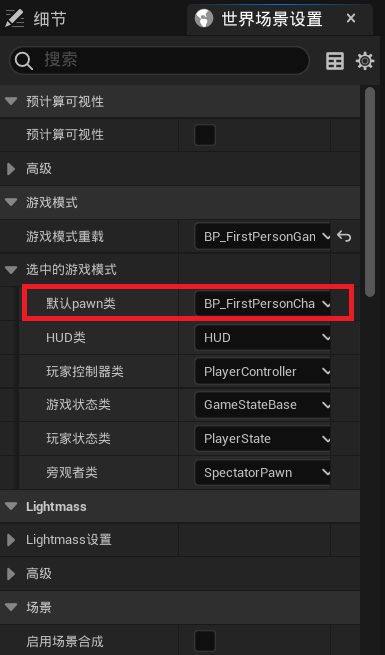 细节
世界场景设置
搜索
预计算可视性
预计算可视性
高级
游戏模式
游戏模式重载 BP_FirstPersonGan
选中的游戏模式
默认pawn类 BP_FirstPersonCha
HUD类 HUD
玩家控制器类 PlayerController
游戏状态类 GameStateBase
玩家状态类 PlayerState
旁观者类 SpectatorPawn
Lightmass
Lightmass设置
高级
场景
启用场景合成